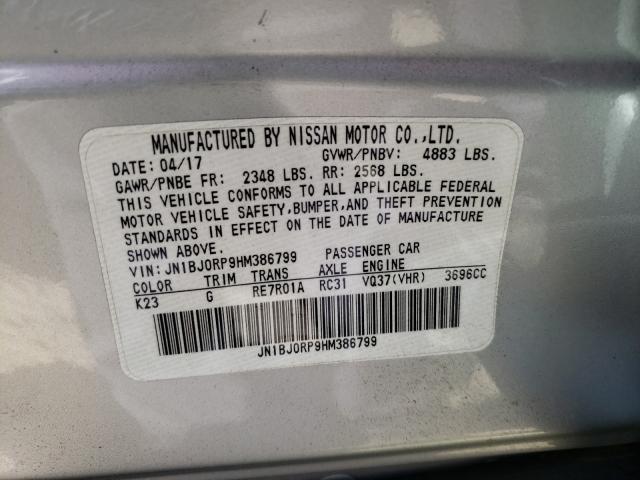 MANUFACTURED BY NISSAN MOTOR CO.,LTD.
DATE: 04/17 GVWR/PNBV: 4883 LBS.
GAWR/PNBE FR: 2348 LBS. RR: 2568 LBS.
THIS VEHICLE CONFORMS TO ALL APPLICABLE FEDERAL
MOTOR VEHICLE SAFETY,BUMPER,AND THEFT PREVENTION
STANDARDS IN EFFECT ON THE DATE OF MANUFACTURE
SHOWN ABOVE.
VIN: JN1BJ0RP9HM386799 PASSENGER CAR
COLOR TRIM TRANS AXLE ENGINE
K23 G RE7R01A RC31 VQ37(VHR) 3696CC
JN1BJ0RP9HM386799